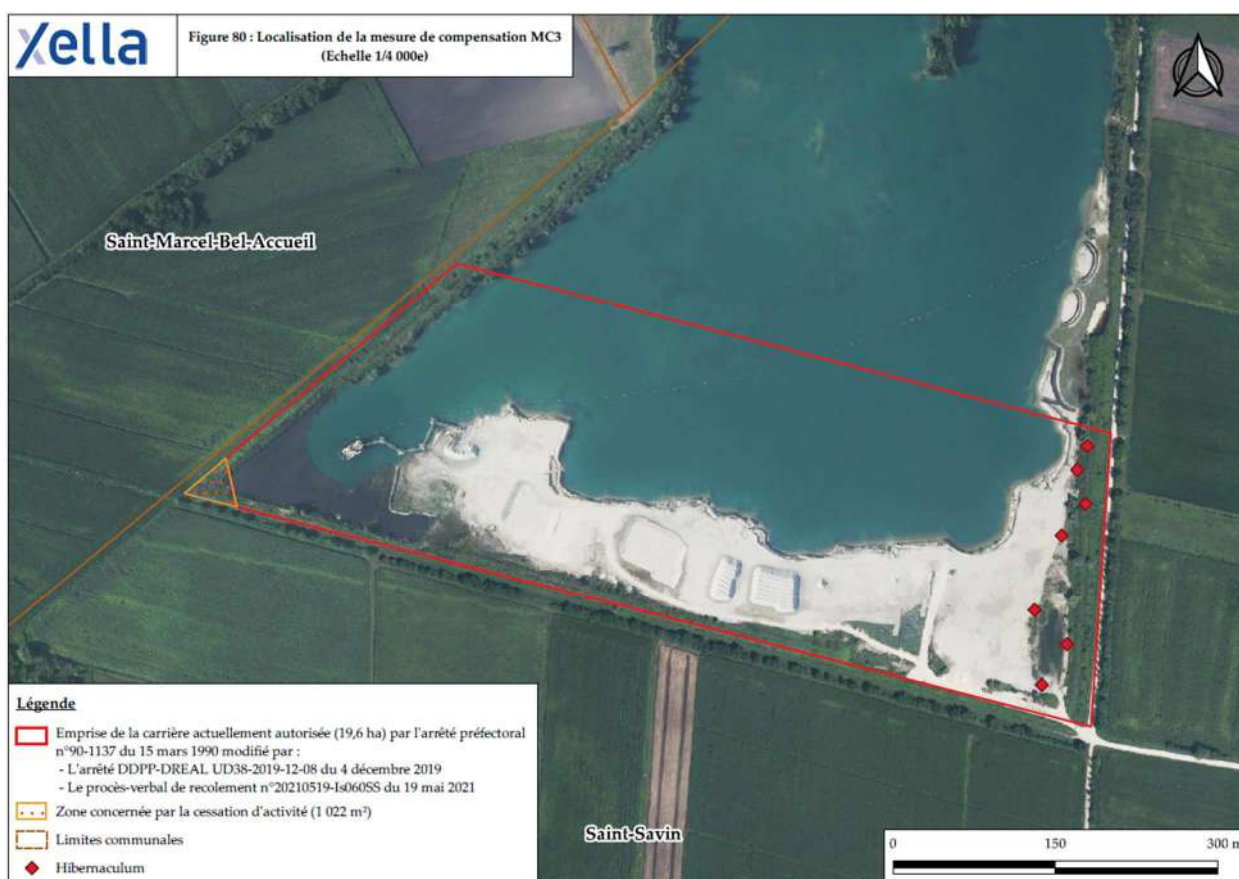 Xella
Figure 80 : Localisation de la mesure de compensation MC3
(Echelle 1/4 000e)
Saint-Marcel-Bel-Accueil
Saint-Savin
Légende
Emprise de la carrière actuellement autorisée (19,6 ha) par l'arrêté préfectoral
n°90-1137 du 15 mars 1990 modifié par :
- L'arrêté DDPP-DREAL UD38-2019-12-08 du 4 décembre 2019
- Le procès-verbal de recolement n°20210519-Is060SS du 19 mai 2021
Zone concernée par la cessation d'activité (1 022 m²)
Limites communales
Hibernaculum
0 150 300 m